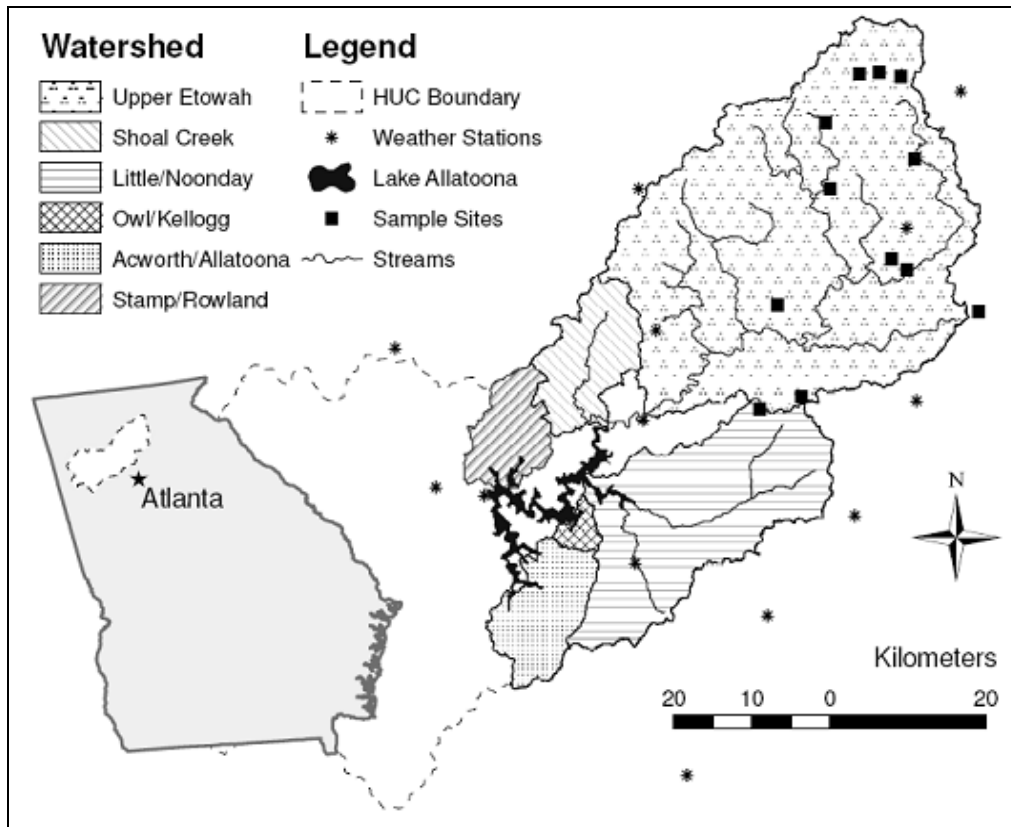 Watershed
Upper Etowah
Shoal Creek
Little/Noonday
Owl/Kellogg
Acworth/Allatoona
Stamp/Rowland
Legend
HUC Boundary
Weather Stations
Lake Allatoona
Sample Sites
Streams
Atlanta
N
Kilometers
20 10 0 20